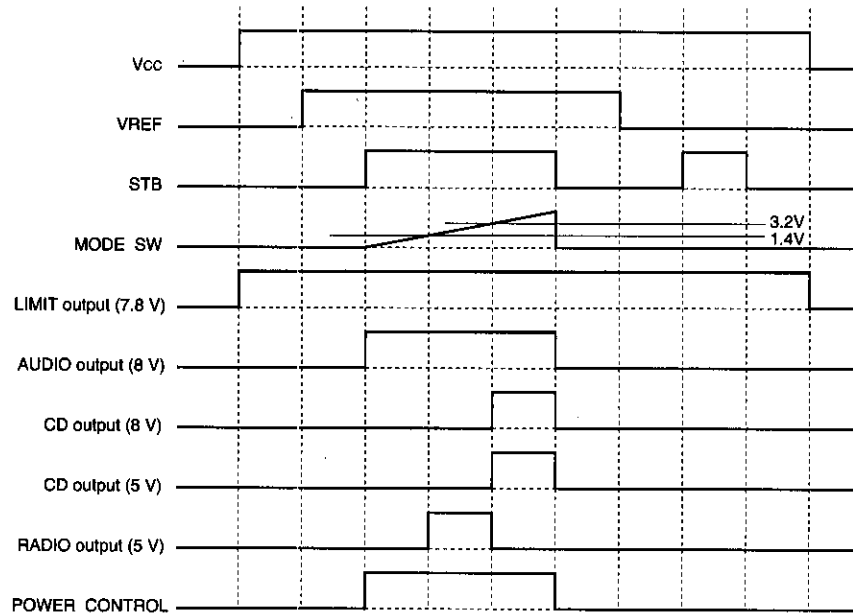 Vcc
VREF
STB
3.2V
MODE SW
1.4V
LIMIT output (7.8 V)
AUDIO output (8 V)
CD output (8 V)
CD output (5 V)
RADIO output (5 V)
POWER CONTROL